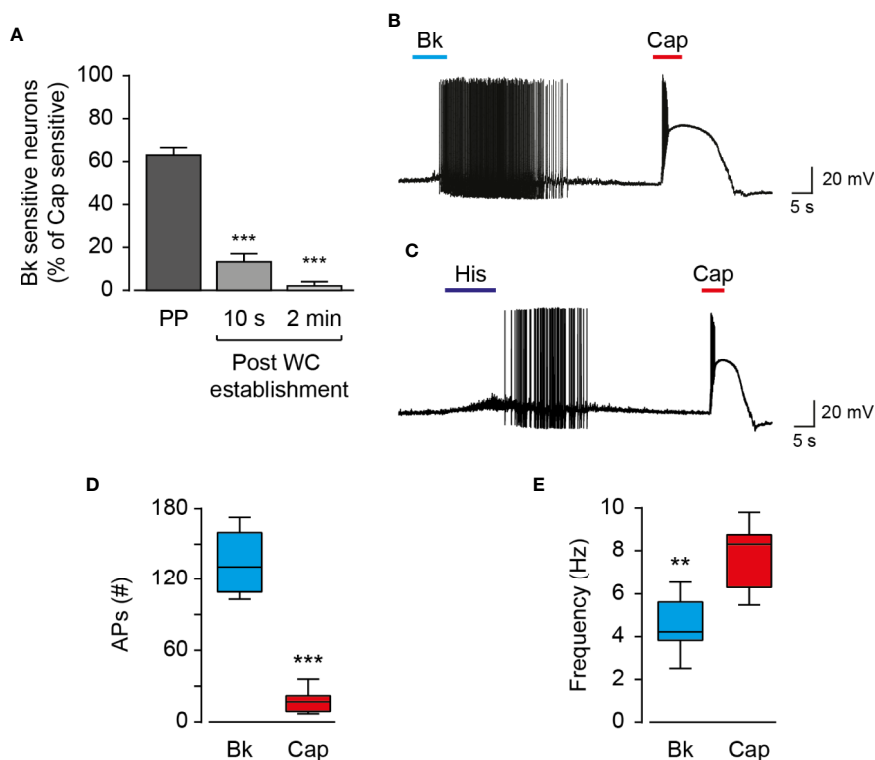 A
Bk sensitive neurons
(% of Cap sensitive)
100
80
60
40
20
0
***
***
PP
10 s
2 min
Post WC
establishment
B
Bk
Cap
20 mV
5 s
C
His
Cap
20 mV
5 s
D
APs (#)
180
120
60
0
***
Bk
Cap
E
Frequency (Hz)
10
8
6
4
2
0
**
Bk
Cap